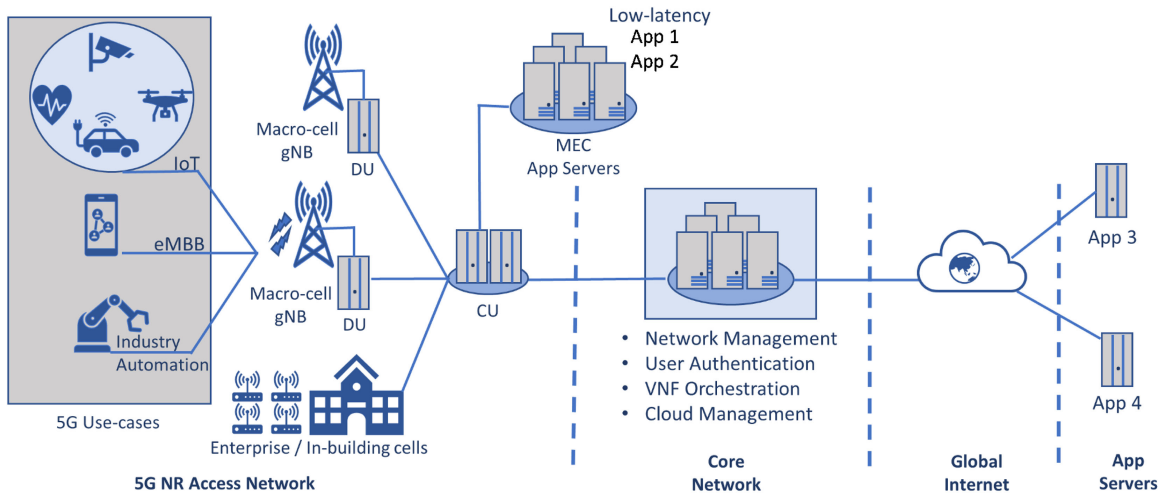 Low-latency
App 1
App 2
Macro-cell
gNB
DU
MEC
App Servers
IoT
eMBB
Industry
Automation
5G Use-cases
Macro-cell
gNB
DU
CU
Enterprise / In-building cells
• Network Management
• User Authentication
• VNF Orchestration
• Cloud Management
App 3
App 4
5G NR Access Network
Core
Network
Global
Internet
App
Servers